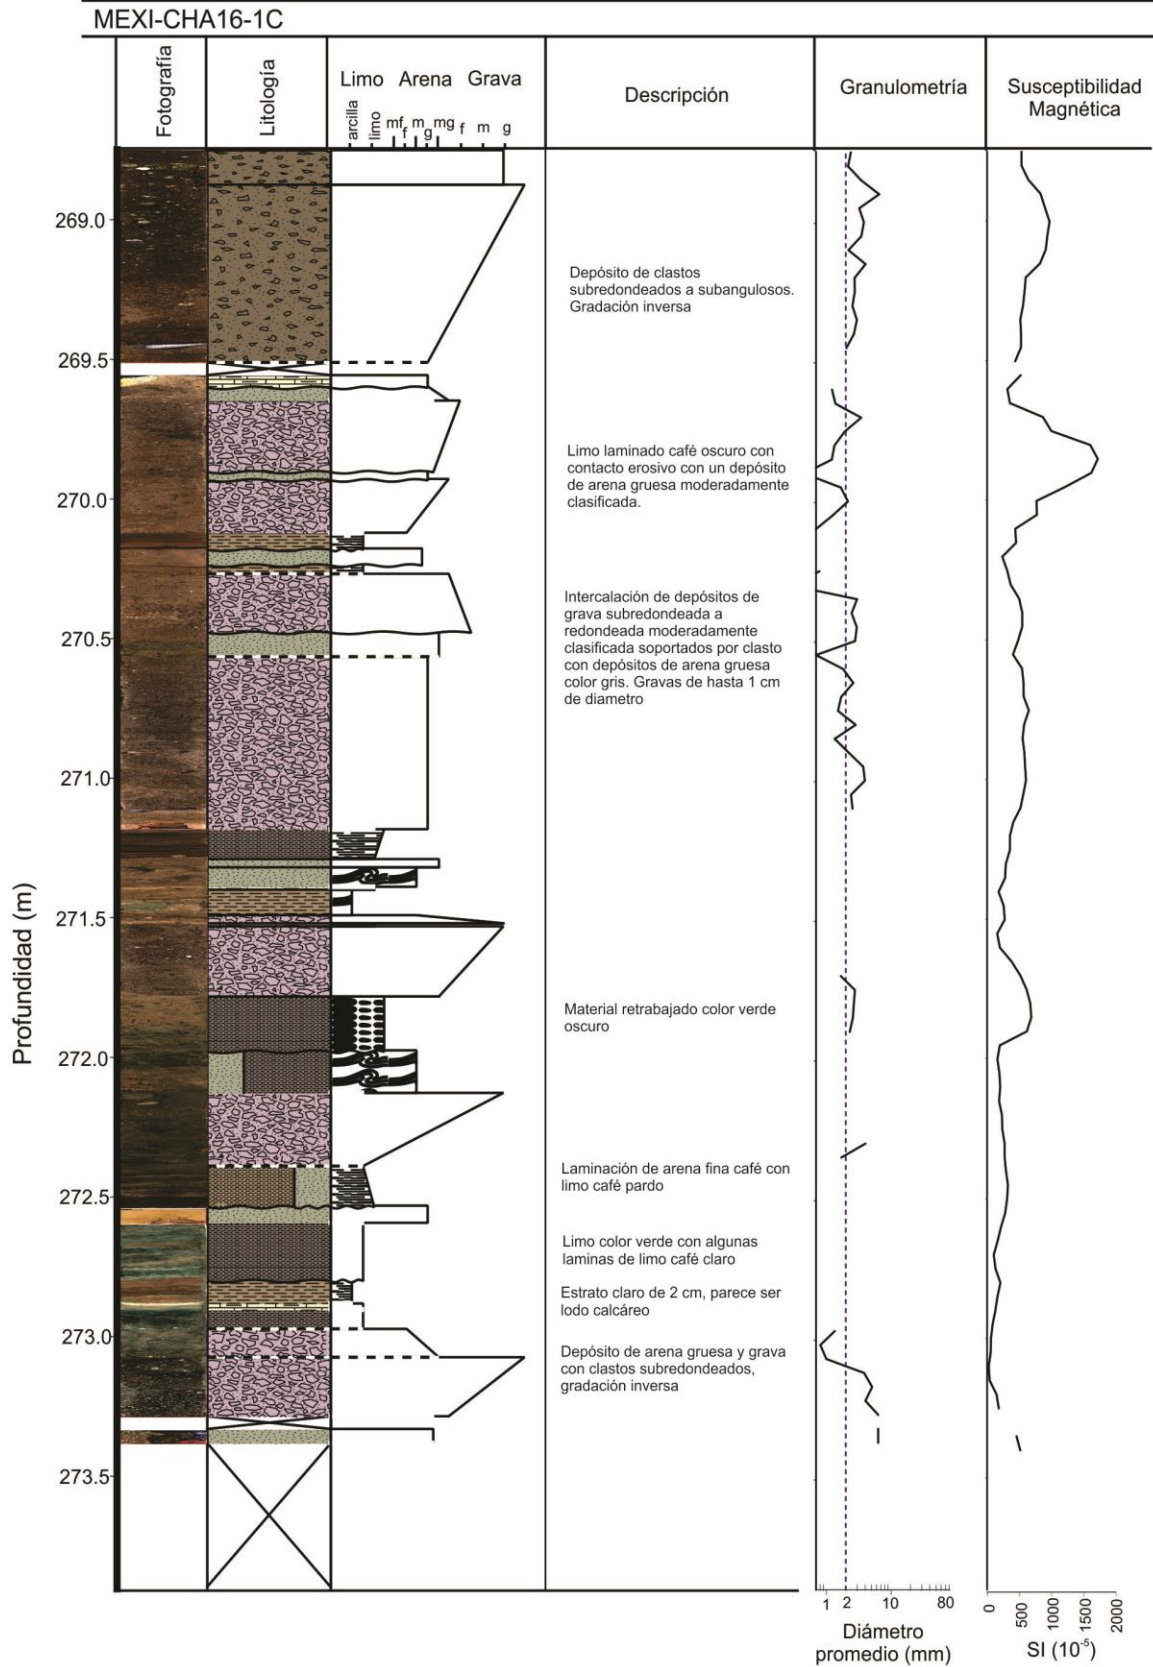 MEXI-CHA16-1C
Fotografía
Litología
Limo Arena Grava
arcilla
limo
mf
f
m
g
mg
f
m
g
Descripción
Granulometría
Susceptibilidad
Magnética
Profundidad (m)
269.0
269.5
270.0
270.5
271.0
271.5
272.0
272.5
273.0
273.5
Depósito de clastos
subredondeados a subangulosos.
Gradación inversa
Limo laminado café oscuro con
contacto erosivo con un depósito
de arena gruesa moderadamente
clasificada.
Intercalación de depósitos de
grava subredondeada a
redondeada moderadamente
clasificada soportados por clasto
con depósitos de arena gruesa
color gris. Gravas de hasta 1 cm
de diametro
Material retrabajado color verde
oscuro
Laminación de arena fina café con
limo café pardo
Limo color verde con algunas
laminas de limo café claro
Estrato claro de 2 cm, parece ser
lodo calcáreo
Depósito de arena gruesa y grava
con clastos subredondeados,
gradación inversa
1 2 10 80
Diámetro
promedio (mm)
0 500 1000 1500 2000
SI (10⁻⁵)